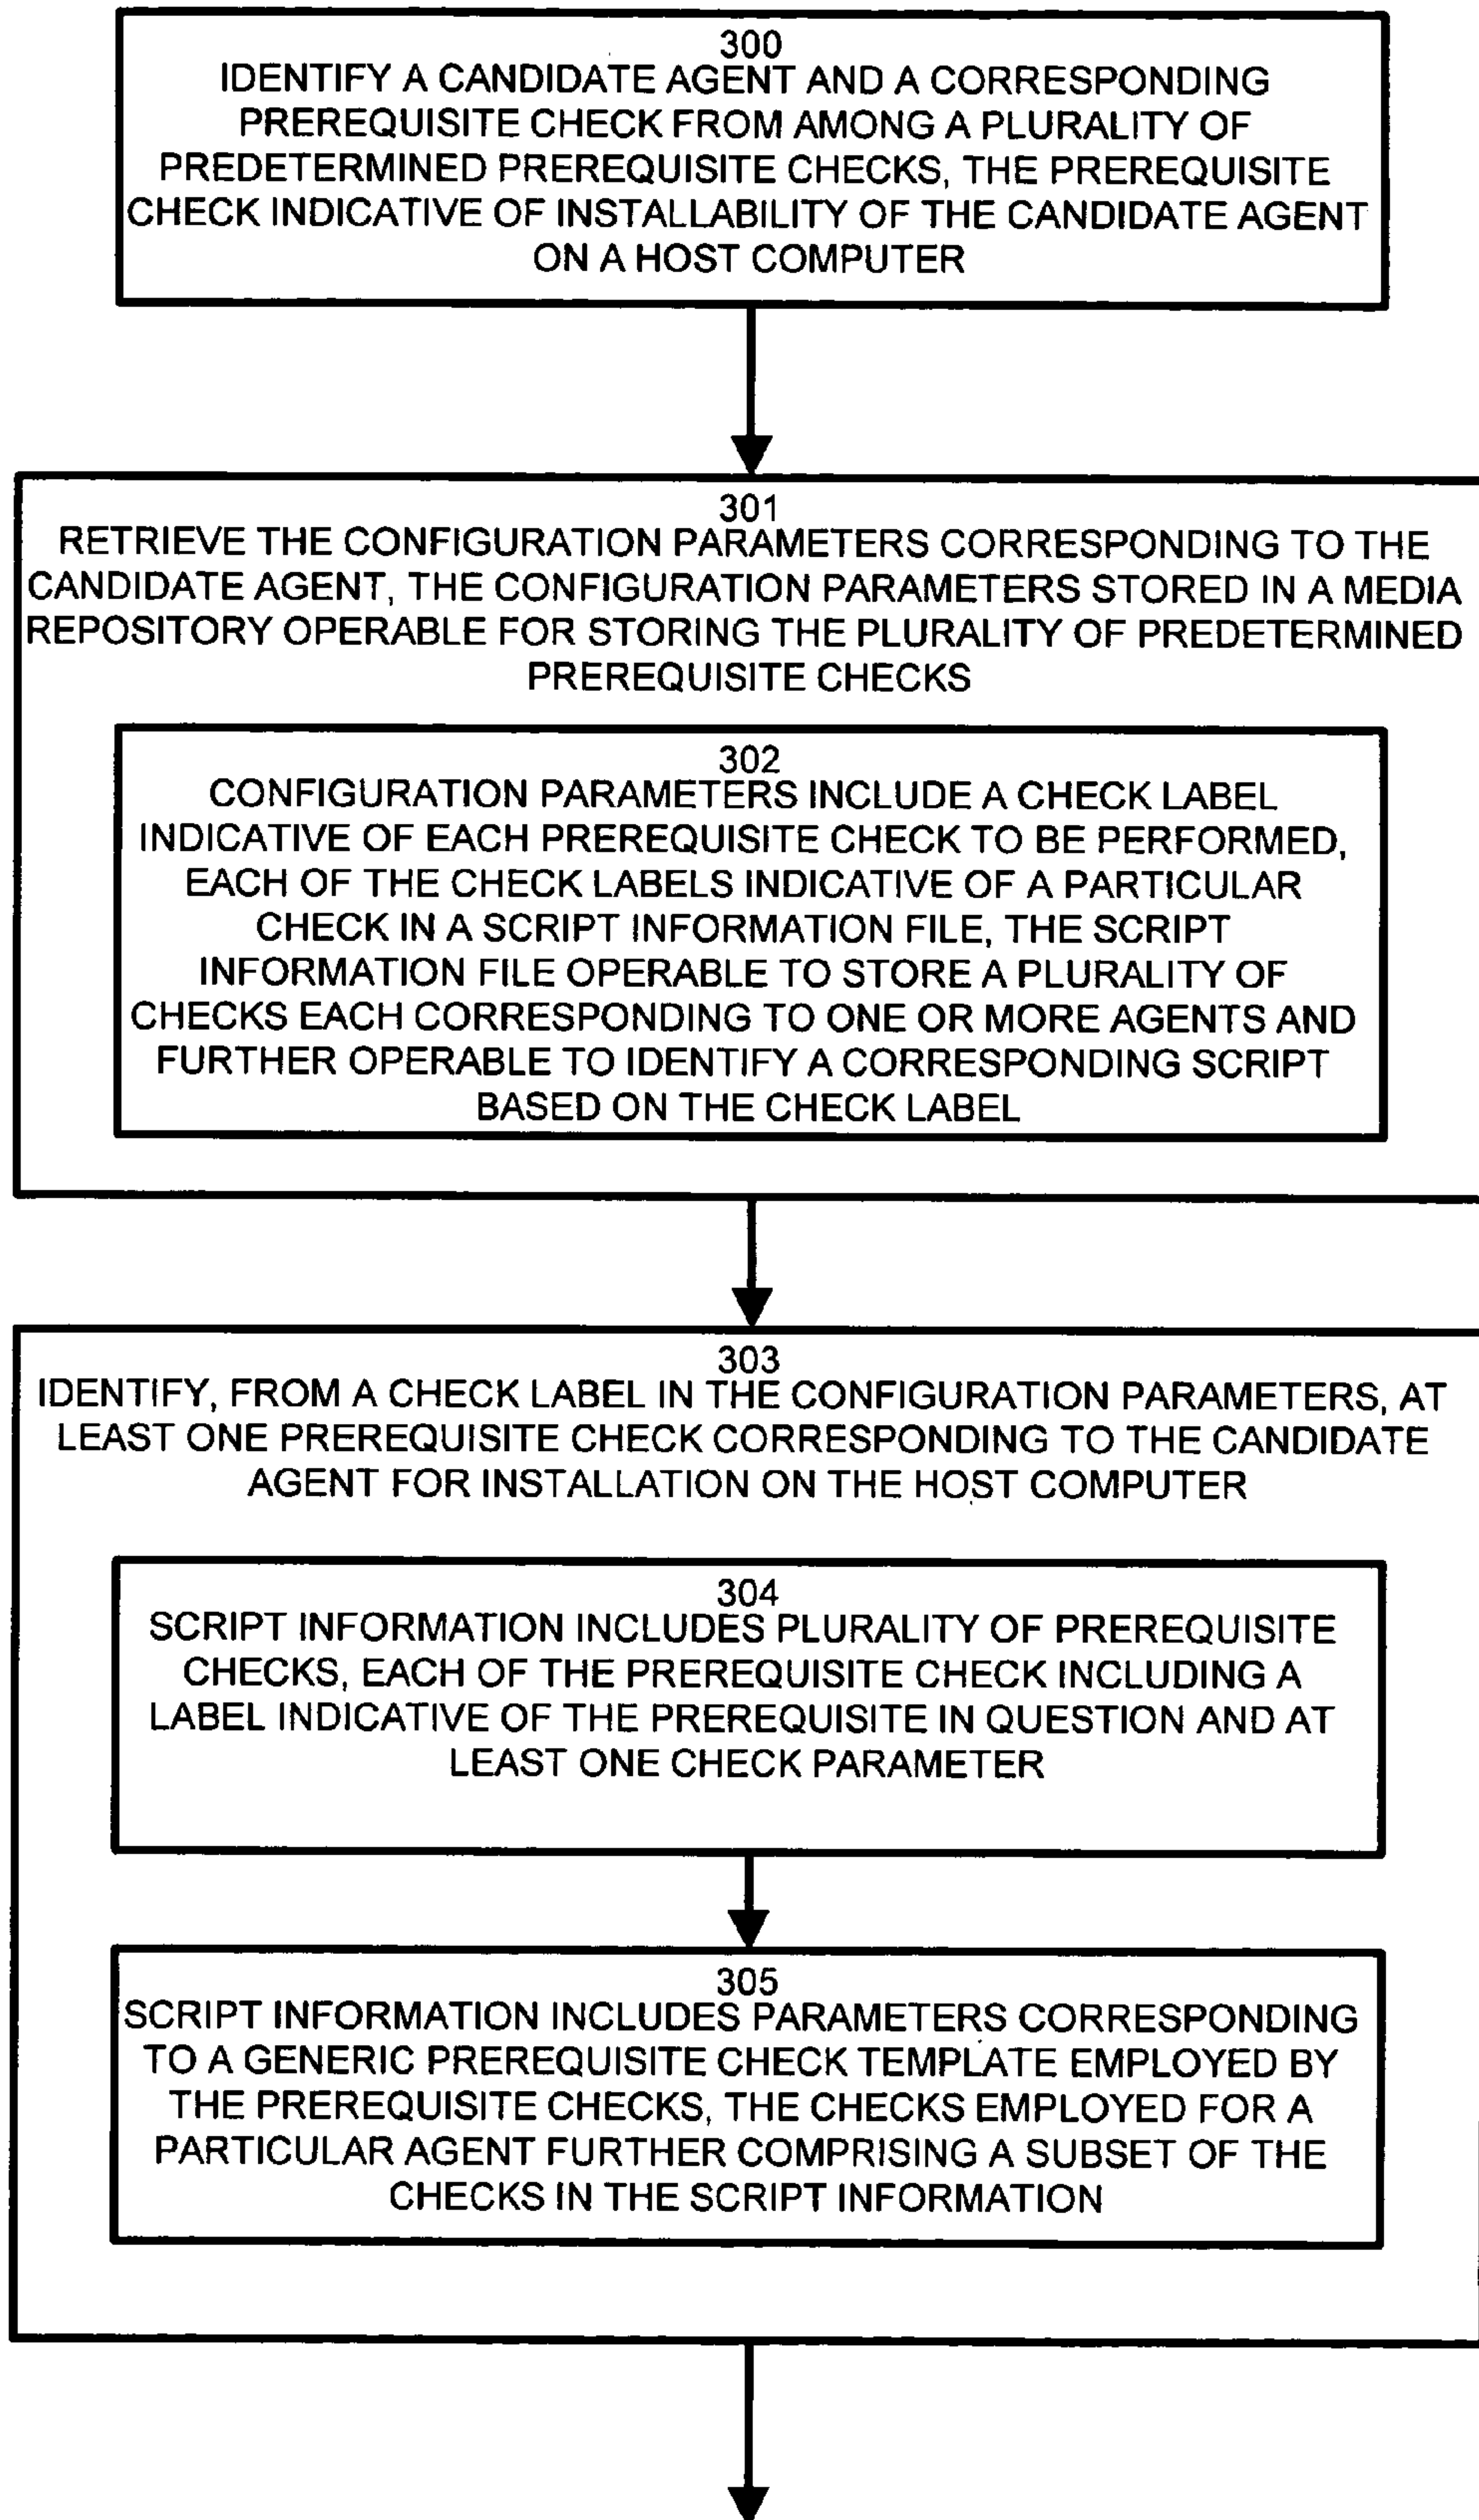 300
IDENTIFY A CANDIDATE AGENT AND A CORRESPONDING
PREREQUISITE CHECK FROM AMONG A PLURALITY OF
PREDETERMINED PREREQUISITE CHECKS, THE PREREQUISITE
CHECK INDICATIVE OF INSTALLABILITY OF THE CANDIDATE AGENT
ON A HOST COMPUTER
301
RETRIEVE THE CONFIGURATION PARAMETERS CORRESPONDING TO THE
CANDIDATE AGENT, THE CONFIGURATION PARAMETERS STORED IN A MEDIA
REPOSITORY OPERABLE FOR STORING THE PLURALITY OF PREDETERMINED
PREREQUISITE CHECKS
302
CONFIGURATION PARAMETERS INCLUDE A CHECK LABEL
INDICATIVE OF EACH PREREQUISITE CHECK TO BE PERFORMED,
EACH OF THE CHECK LABELS INDICATIVE OF A PARTICULAR
CHECK IN A SCRIPT INFORMATION FILE, THE SCRIPT
INFORMATION FILE OPERABLE TO STORE A PLURALITY OF
CHECKS EACH CORRESPONDING TO ONE OR MORE AGENTS AND
FURTHER OPERABLE TO IDENTIFY A CORRESPONDING SCRIPT
BASED ON THE CHECK LABEL
303
IDENTIFY, FROM A CHECK LABEL IN THE CONFIGURATION PARAMETERS, AT
LEAST ONE PREREQUISITE CHECK CORRESPONDING TO THE CANDIDATE
AGENT FOR INSTALLATION ON THE HOST COMPUTER
304
SCRIPT INFORMATION INCLUDES PLURALITY OF PREREQUISITE
CHECKS, EACH OF THE PREREQUISITE CHECK INCLUDING A
LABEL INDICATIVE OF THE PREREQUISITE IN QUESTION AND AT
LEAST ONE CHECK PARAMETER
305
SCRIPT INFORMATION INCLUDES PARAMETERS CORRESPONDING
TO A GENERIC PREREQUISITE CHECK TEMPLATE EMPLOYED BY
THE PREREQUISITE CHECKS, THE CHECKS EMPLOYED FOR A
PARTICULAR AGENT FURTHER COMPRISING A SUBSET OF THE
CHECKS IN THE SCRIPT INFORMATION